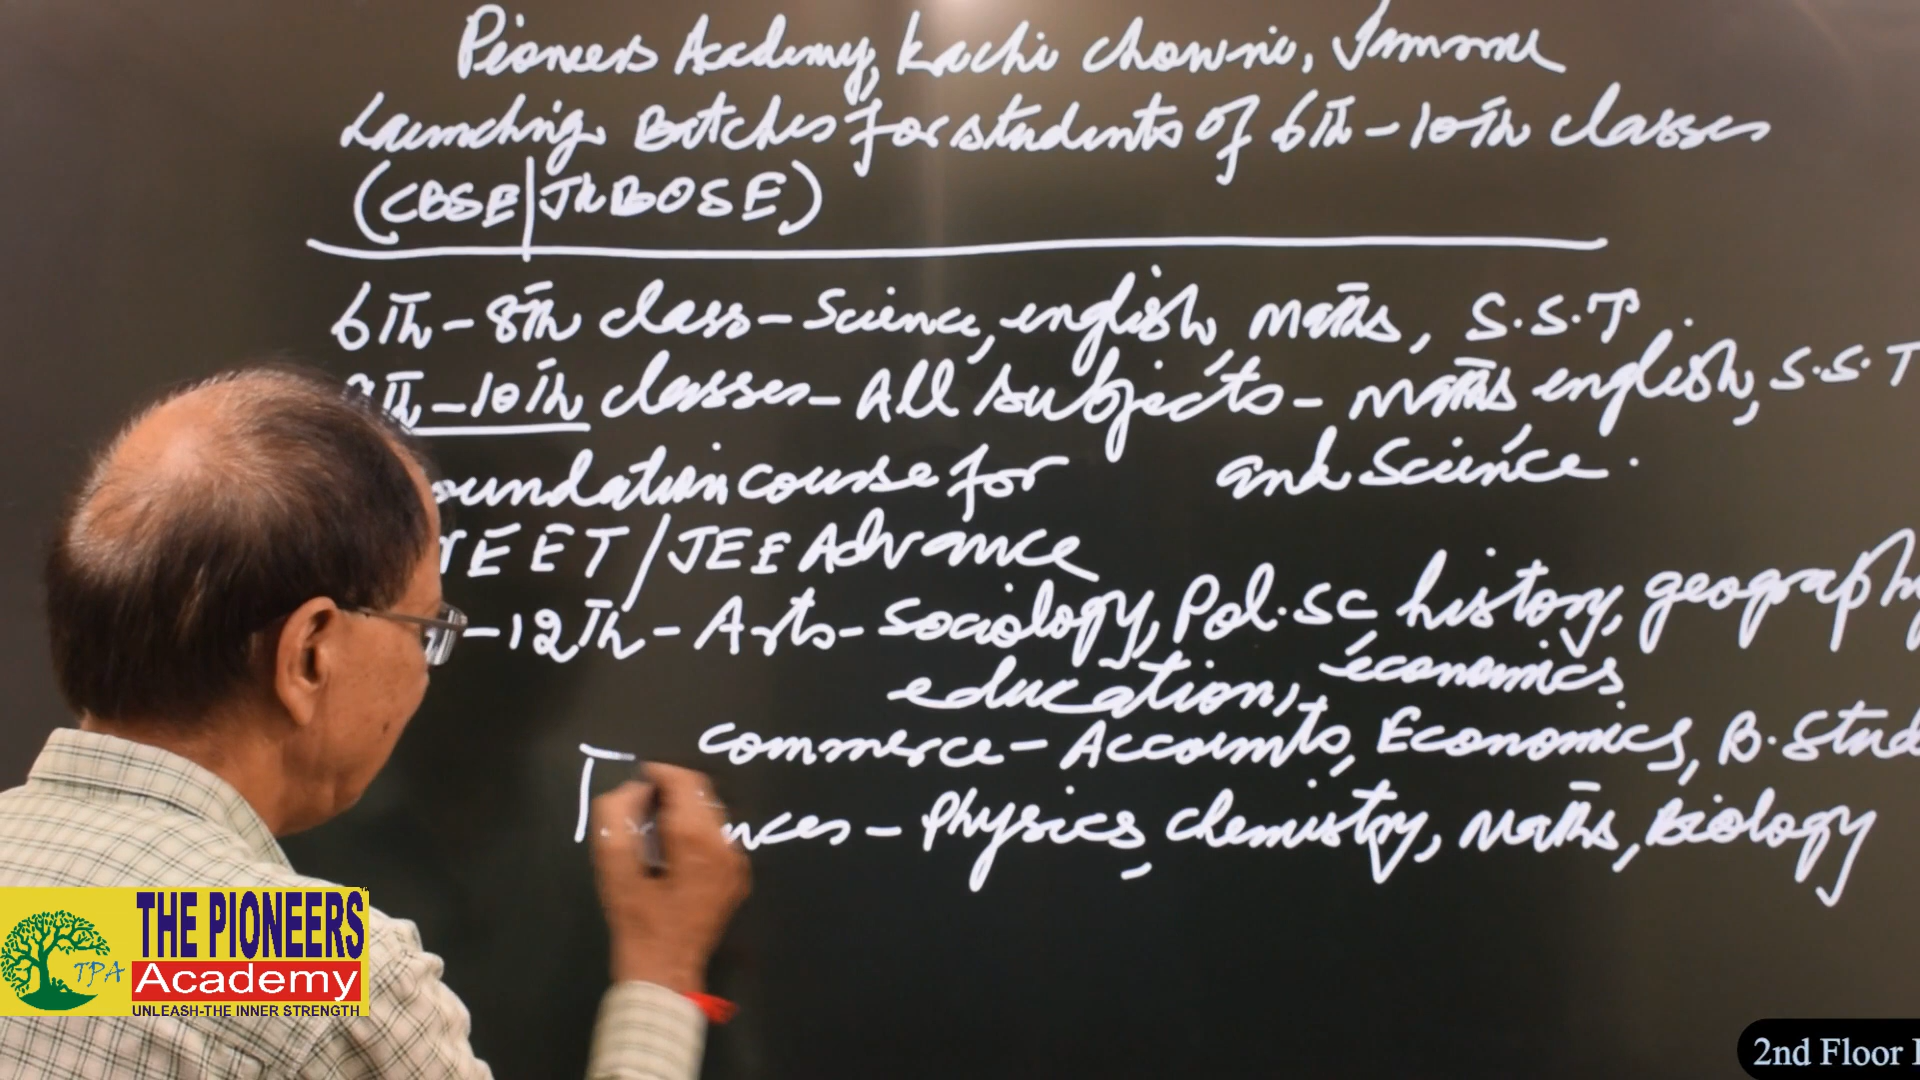 Pioneers Academy, Kachi Chowni, Jammu
Launching Batches for students of 6th - 10th classes
(CBSE|JKBOSE)
6th - 8th class - Science, english, Maths, S.S.T
9th - 10th classes - All subjects - Maths english, S.S.T
and Science.
oundation course for
EET/JEE Advance
- 12th - Arts - Sociology, Pol.Sc history, geography
education, economics
Commerce - Accounts, Economics, B. Stud
nces - Physics, chemistry, Maths, Biology
THE PIONEERS
TPA Academy
UNLEASH-THE INNER STRENGTH
2nd Floor